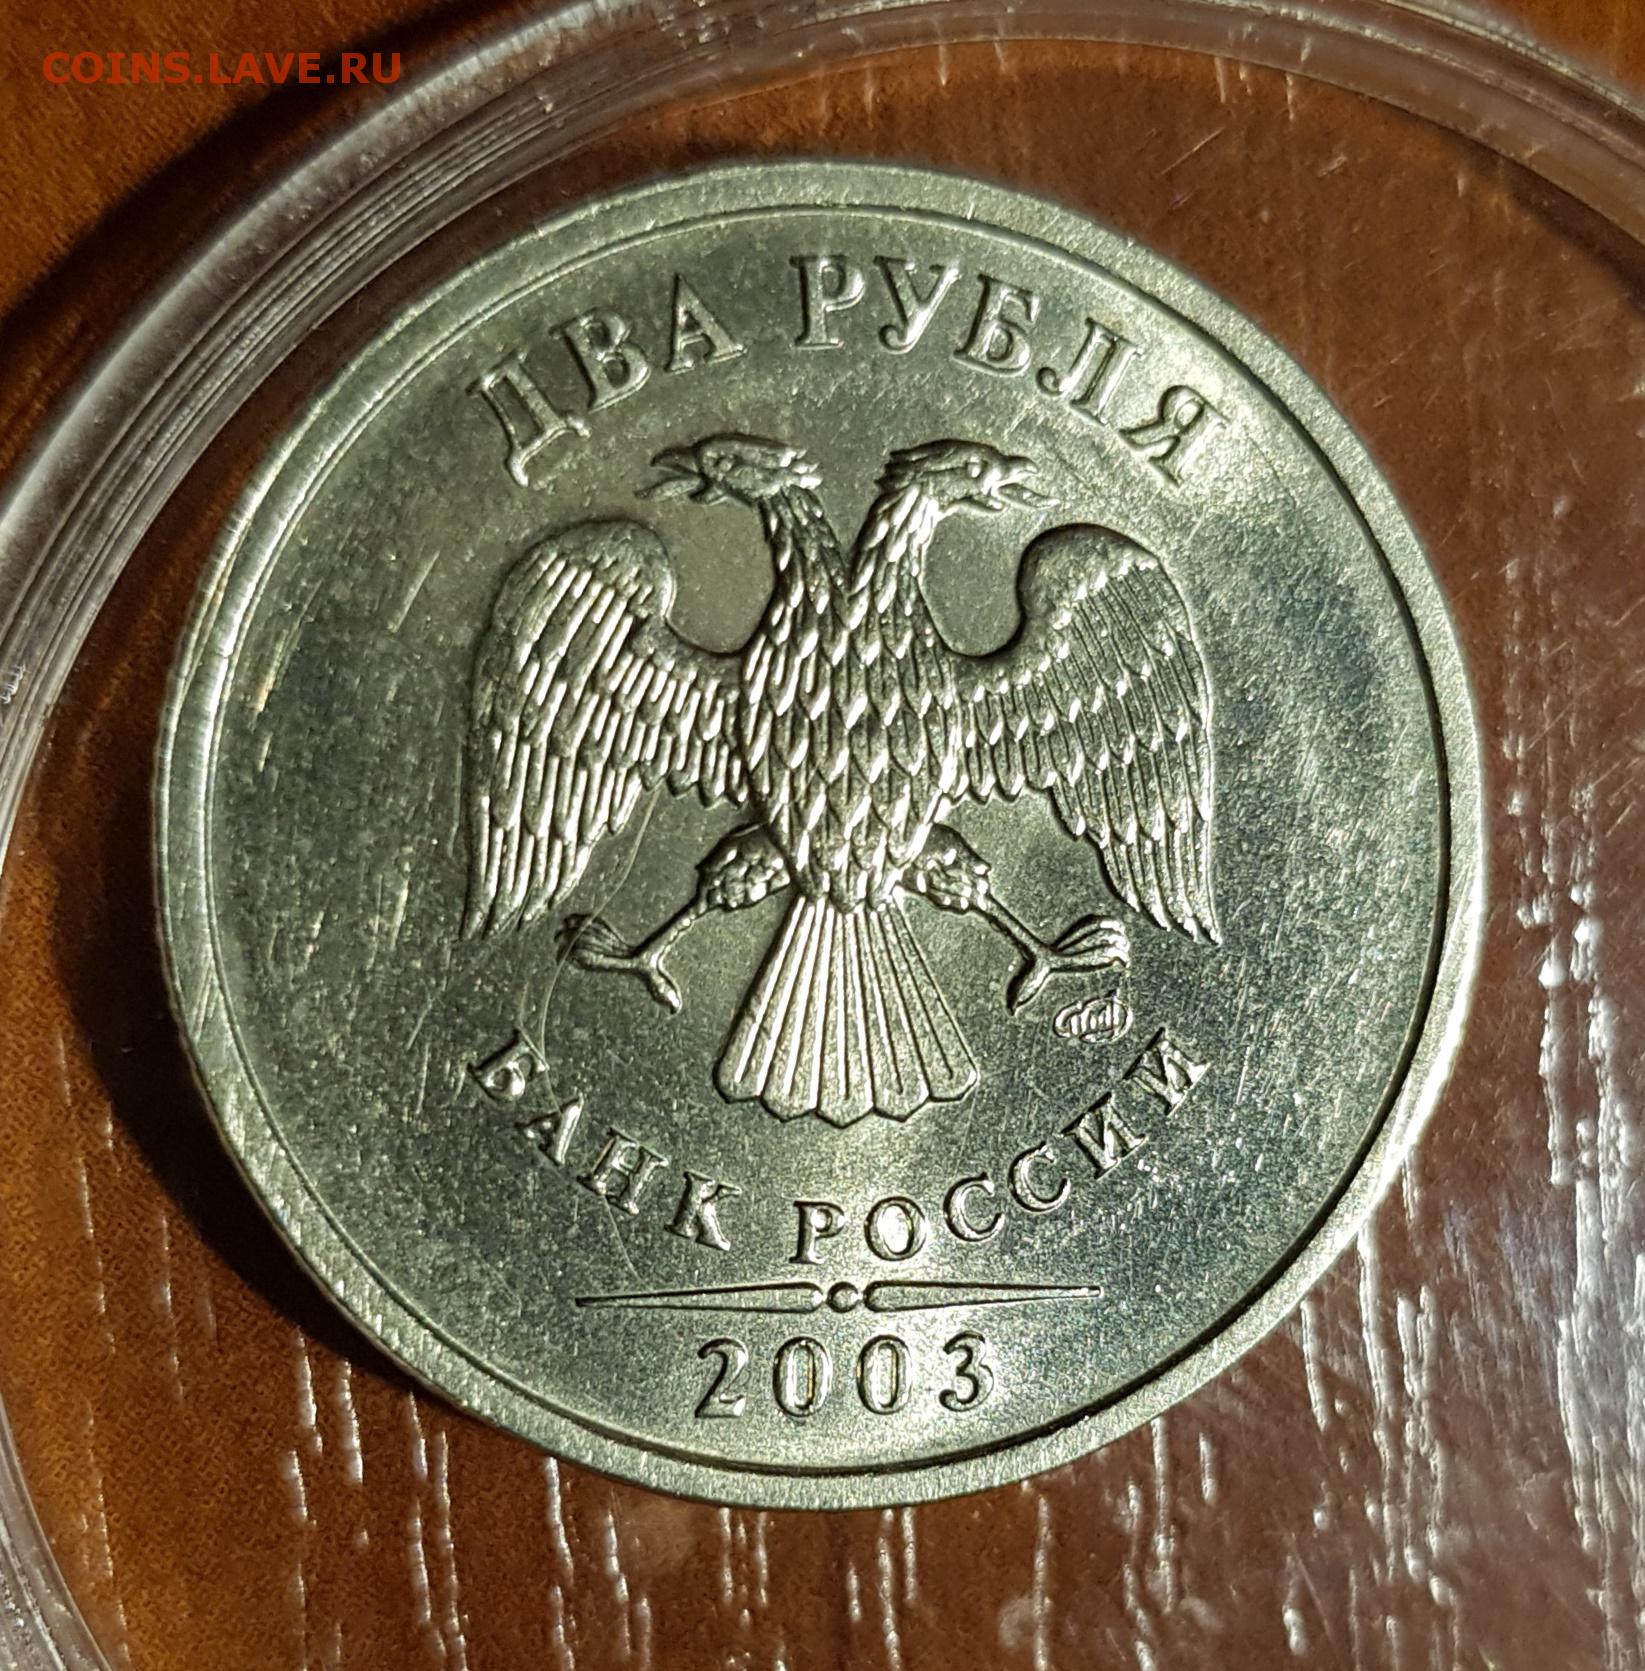 COINS.LAVE.RU
ДВА РУБЛЯ
БАНК РОССИИ
2003